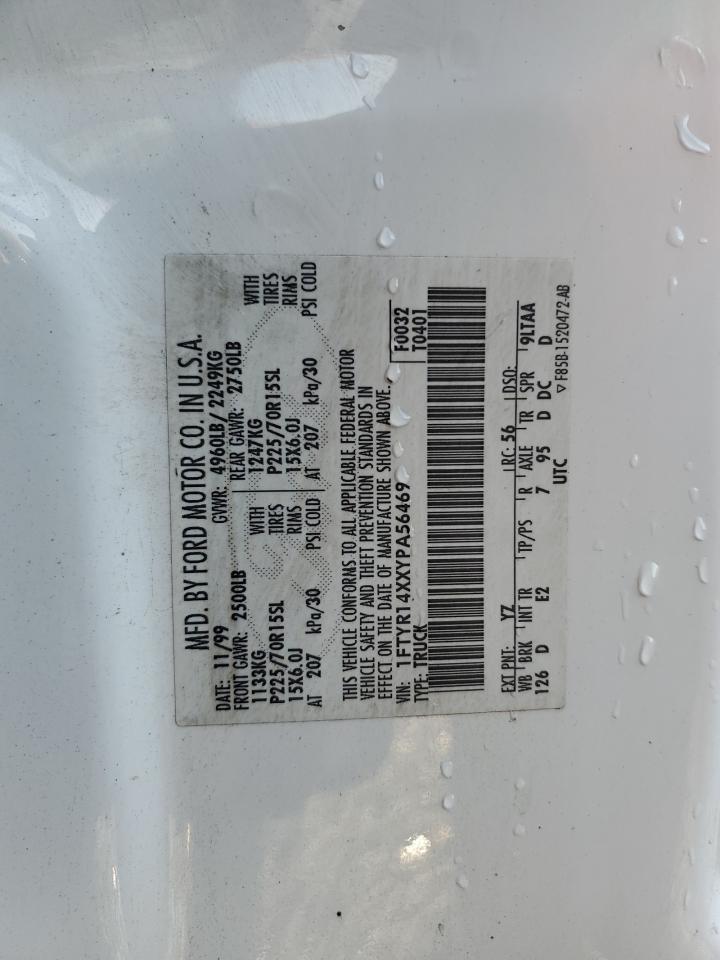 MFD. BY FORD MOTOR CO. IN U.S.A.
DATE: 11/99 GVWR: 4960LB/ 2249KG
FRONT GAWR: 2500LB REAR GAWR: 2750LB
1133KG WITH 1247KG WITH
P225/70R15SL TIRES P225/70R15SL TIRES
15X6.0J RIMS 15X6.0J RIMS
AT 207 kPa/30 PSI COLD AT 207 kPa/30 PSI COLD
THIS VEHICLE CONFORMS TO ALL APPLICABLE FEDERAL MOTOR
VEHICLE SAFETY AND THEFT PREVENTION STANDARDS IN
EFFECT ON THE DATE OF MANUFACTURE SHOWN ABOVE.
VIN: 1FTYR14XXYPA56469 F0032
TYPE: TRUCK T0401
EXT PNT: YZ RC: 56 DSO:
WB BRK INT TR TP/PS R AXLE TR SPR 9LTAA
126 D E2 7 95 D DC D
UTC ▽ F85B-1520472-AB